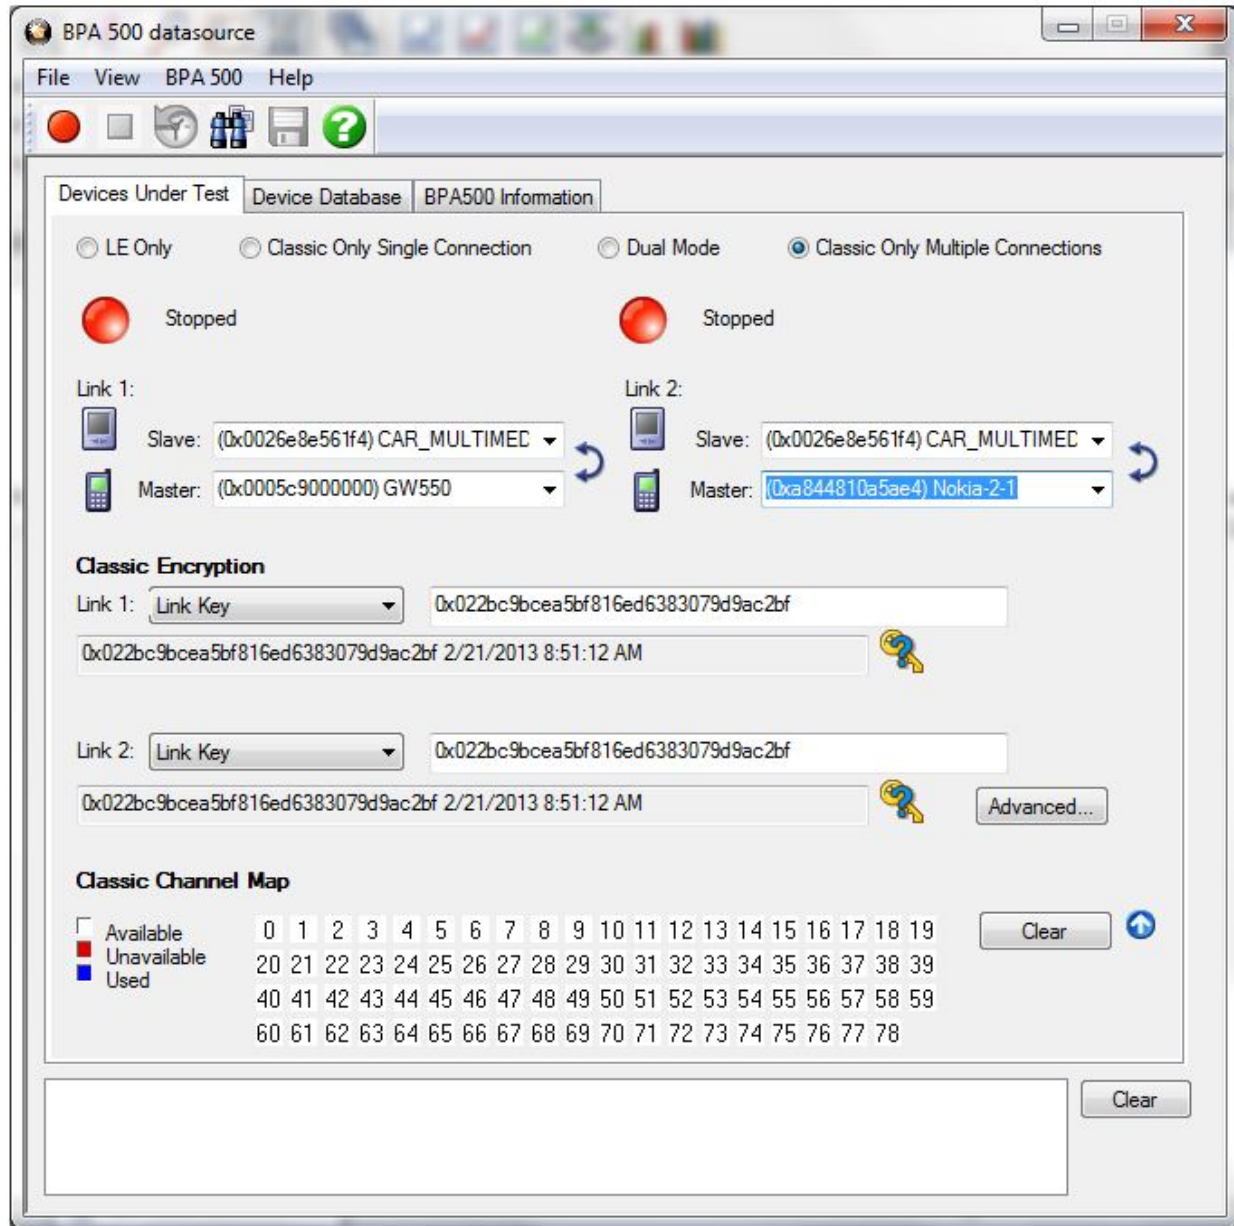 BPA 500 datasource
File View BPA 500 Help
Devices Under Test Device Database BPA500 Information
LE Only Classic Only Single Connection Dual Mode Classic Only Multiple Connections
Stopped Stopped
Link 1: Link 2:
Slave: (0x0026e8e561f4) CAR_MULTIMED Slave: (0x0026e8e561f4) CAR_MULTIMED
Master: (0x0005c9000000) GW550 Master: (0xa844810a5ae4) Nokia-2-1
Classic Encryption
Link 1: Link Key 0x022bc9bcea5bf816ed6383079d9ac2bf
0x022bc9bcea5bf816ed6383079d9ac2bf 2/21/2013 8:51:12 AM
Link 2: Link Key 0x022bc9bcea5bf816ed6383079d9ac2bf
0x022bc9bcea5bf816ed6383079d9ac2bf 2/21/2013 8:51:12 AM
Advanced...
Classic Channel Map
Available 0 1 2 3 4 5 6 7 8 9 10 11 12 13 14 15 16 17 18 19 Clear
Unavailable 20 21 22 23 24 25 26 27 28 29 30 31 32 33 34 35 36 37 38 39
Used 40 41 42 43 44 45 46 47 48 49 50 51 52 53 54 55 56 57 58 59
60 61 62 63 64 65 66 67 68 69 70 71 72 73 74 75 76 77 78
Clear